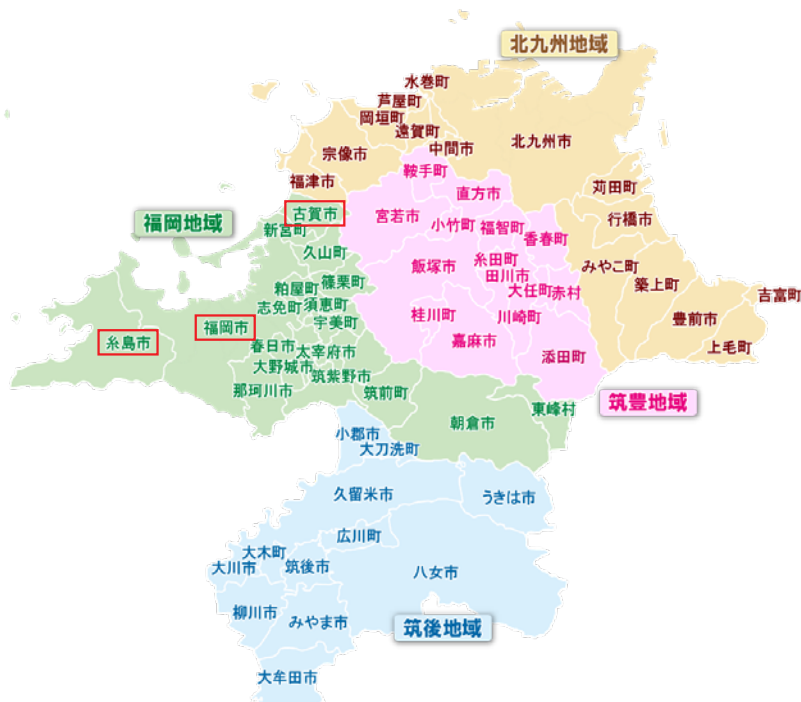 北九州地域
水巻町
芦屋町
岡垣町
遠賀町
北九州市
中間市
宗像市
鞍手町
福津市
直方市
苅田町
古賀市
宮若市
行橋市
福岡地域
新宮町
小竹町
福智町
香春町
久山町
飯塚市
糸田町
みやこ町
田川市
篠栗町
粕屋町
築上町
大任町
赤村
吉富町
志免町
須恵町
桂川町
川崎町
豊前市
宇美町
福岡市
糸島市
嘉麻市
春日市
太宰府市
上毛町
添田町
大野城市
筑紫野市
那珂川市
筑前町
筑豊地域
東峰村
朝倉市
小郡市
大刀洗町
久留米市
うきは市
広川町
大木町
大川市
筑後市
八女市
柳川市
みやま市
筑後地域
大牟田市